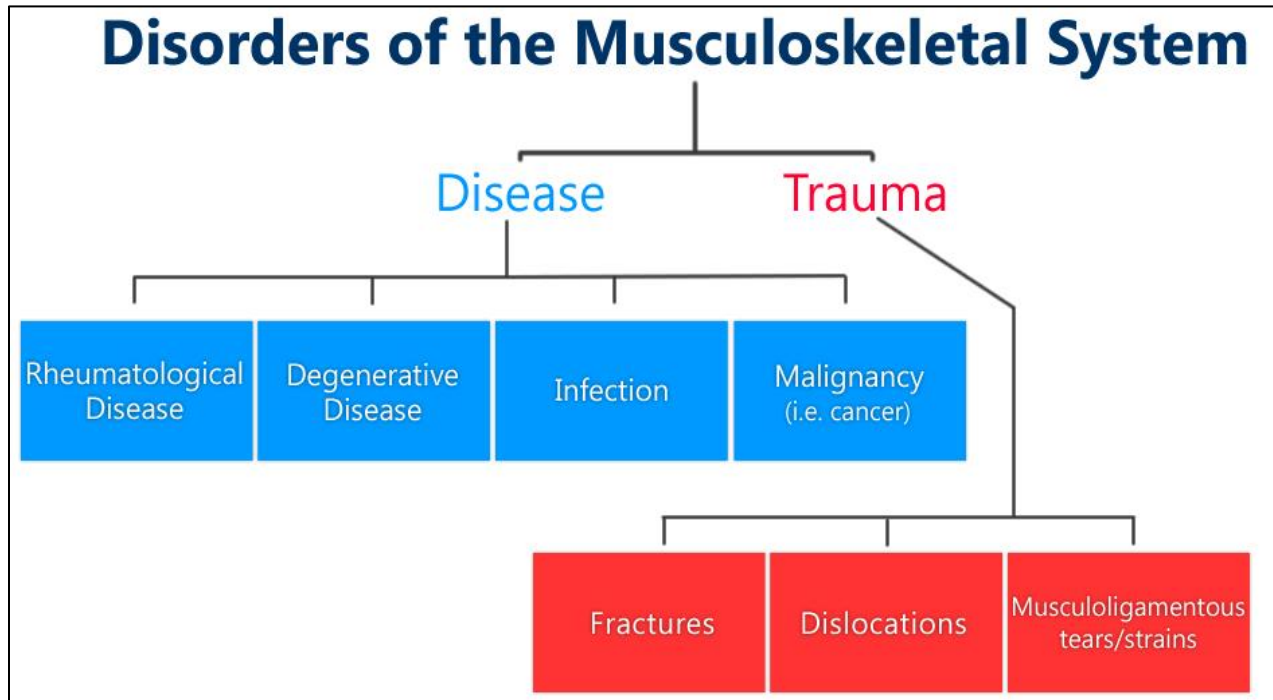 Disorders of the Musculoskeletal System
Disease
Trauma
Rheumatological
Disease
Degenerative
Disease
Infection
Malignancy
(i.e. cancer)
Fractures
Dislocations
Musculoligamentous
tears/strains